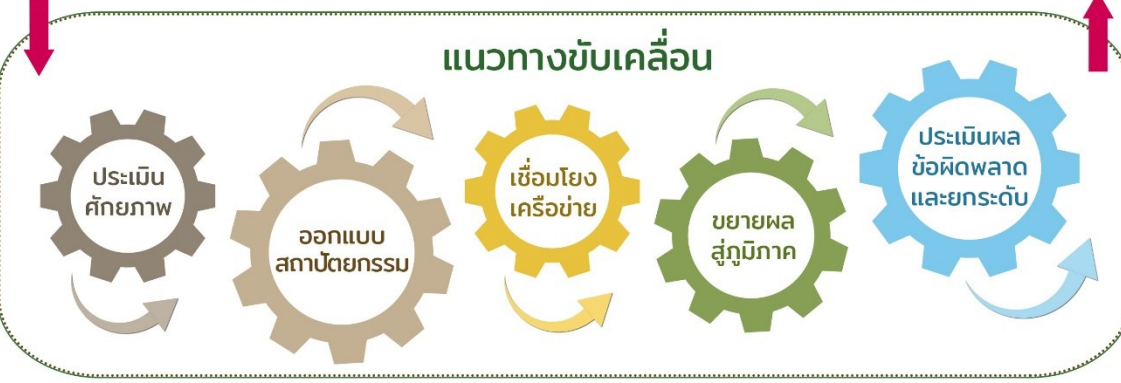 แนวทางขับเคลื่อน
ประเมิน
ศักยภาพ
ออกแบบ
สถาปัตยกรรม
เชื่อมโยง
เครือข่าย
ขยายผล
สู่ภูมิภาค
ประเมินผล
ข้อผิดพลาด
และยกระดับ